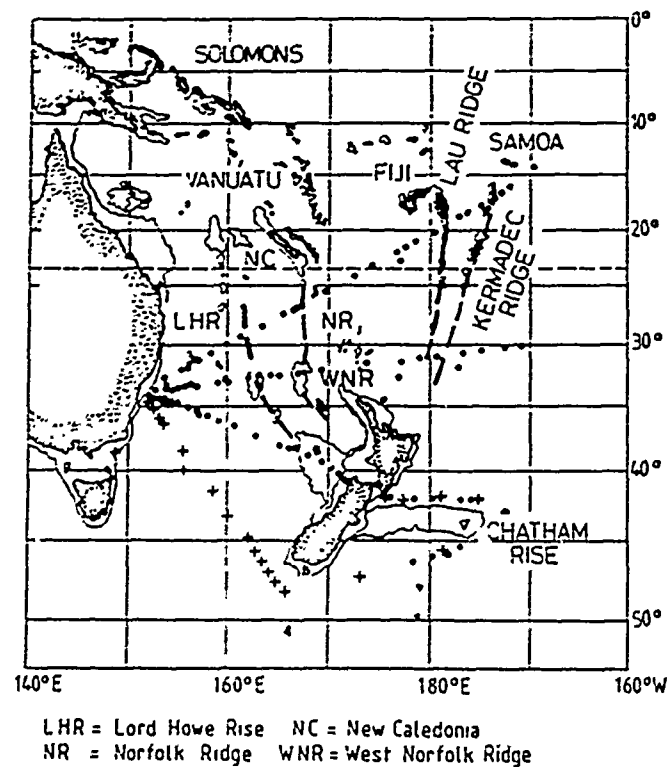 0°
SOLOMONS
10°
LAU RIDGE
SAMOA
VANUATU
FIJI
20°
NC
KERMADEC
RIDGE
LHR
NR
30°
WNR
40°
CHATHAM
RISE
50°
140°E 150° 160° 170° 180°E 160°W
LHR = Lord Howe Rise NC = New Caledonia
NR = Norfolk Ridge WNR = West Norfolk Ridge